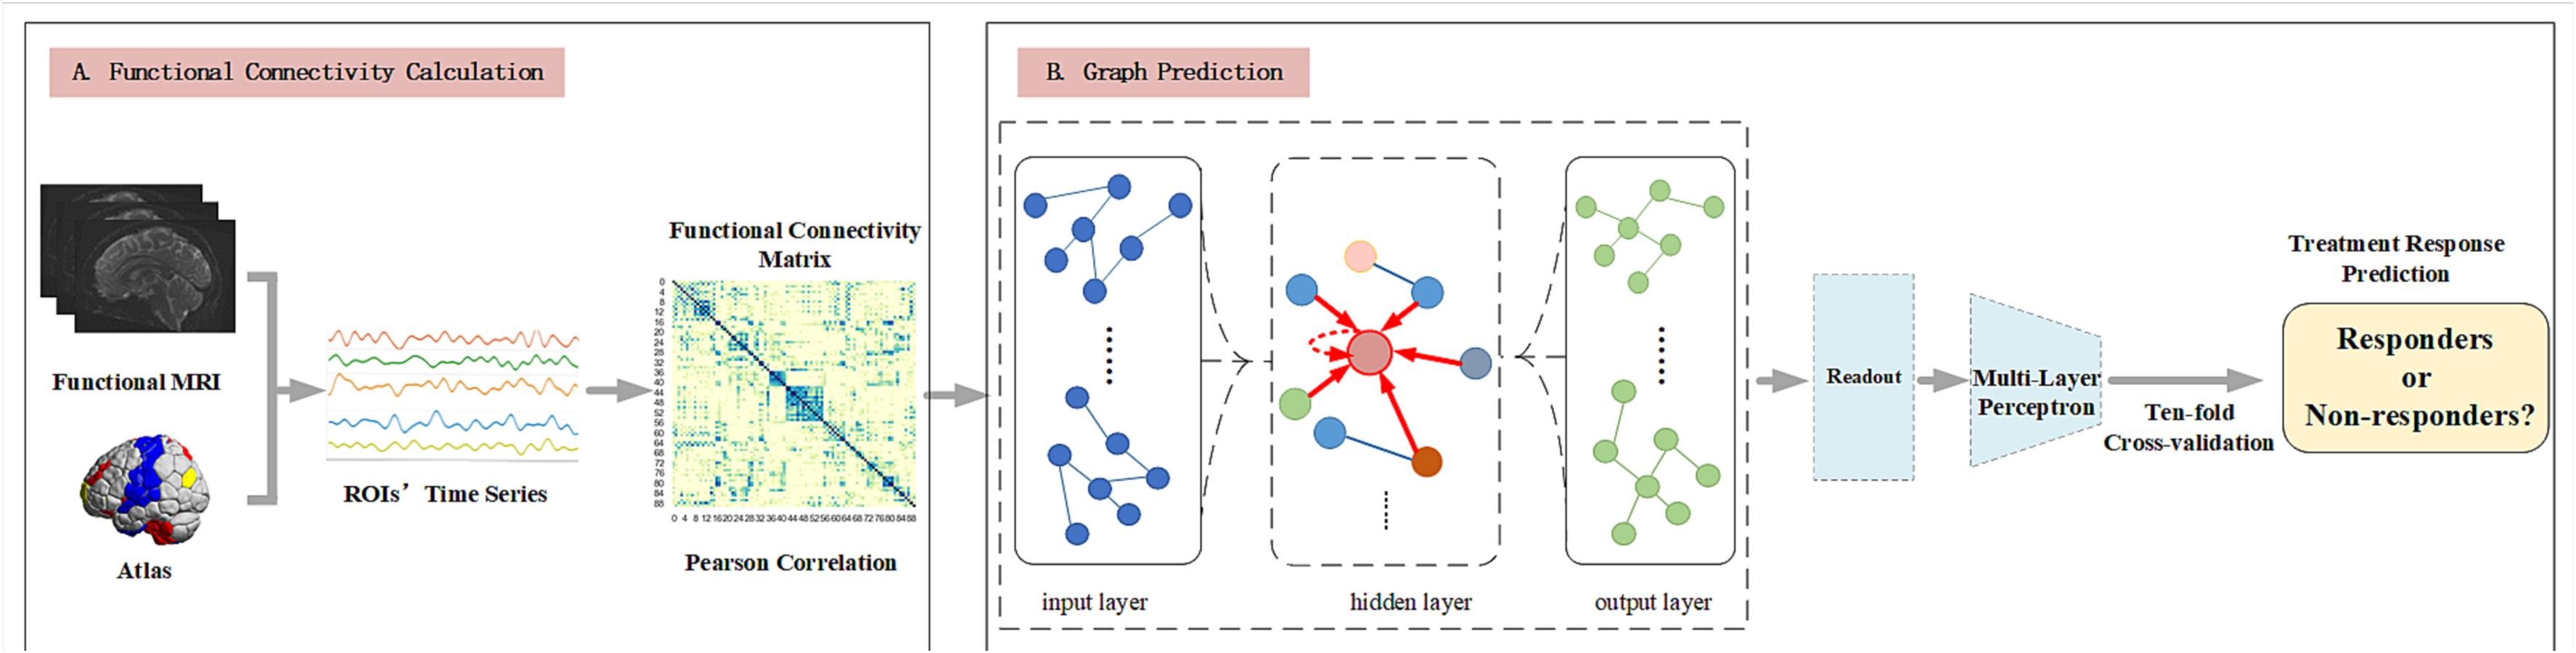 A. Functional Connectivity Calculation
Functional MRI
Atlas
ROIs' Time Series
Functional Connectivity
Matrix
0
4
8
12
16
20
24
28
32
36
40
44
48
52
56
60
64
68
72
76
80
84
88
0 4 8 12 16 20 24 28 32 36 40 44 48 52 56 60 64 68 72 76 80 84 88
Pearson Correlation
B. Graph Prediction
input layer
hidden layer
output layer
Readout
Multi-Layer
Perceptron
Ten-fold
Cross-validation
Treatment Response
Prediction
Responders
or
Non-responders?